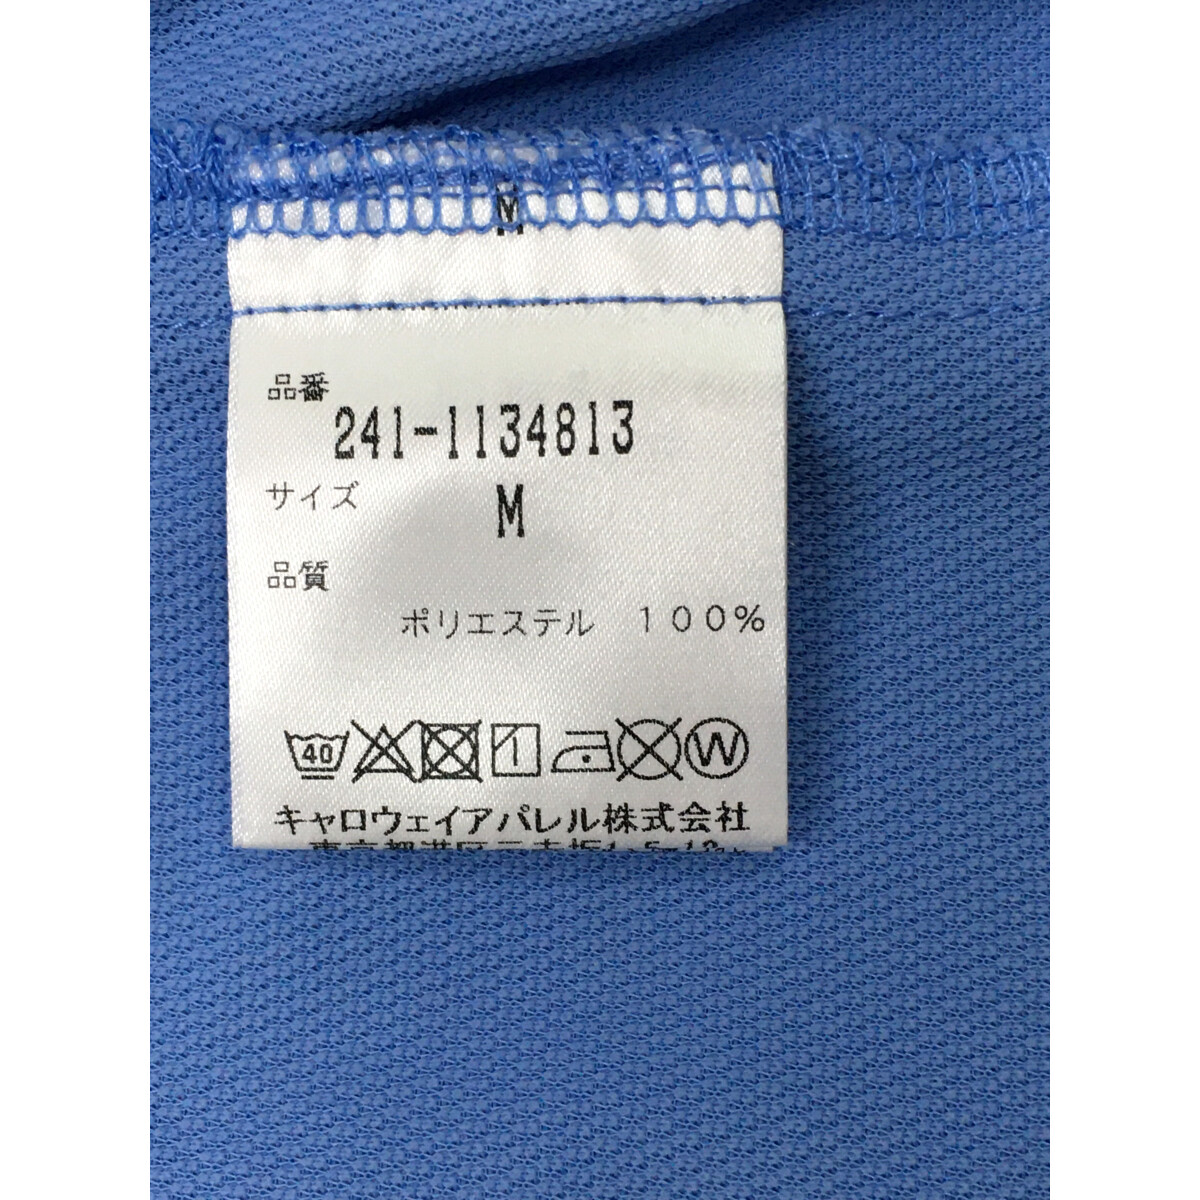 M
品番
241-1134813
サイズ
M
品質
ポリエステル 100%
40 W
キャロウェイアパレル株式会社